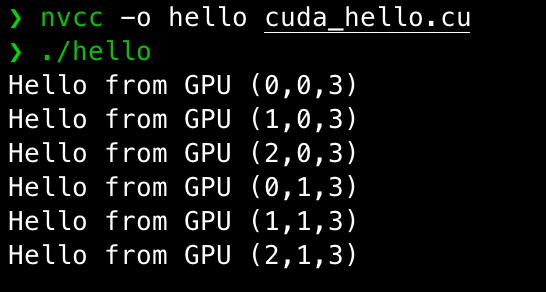 ❯ nvcc -o hello cuda_hello.cu
❯ ./hello
Hello from GPU (0,0,3)
Hello from GPU (1,0,3)
Hello from GPU (2,0,3)
Hello from GPU (0,1,3)
Hello from GPU (1,1,3)
Hello from GPU (2,1,3)